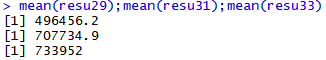 > mean(resu29);mean(resu31);mean(resu33)
[1] 496456.2
[1] 707734.9
[1] 733952